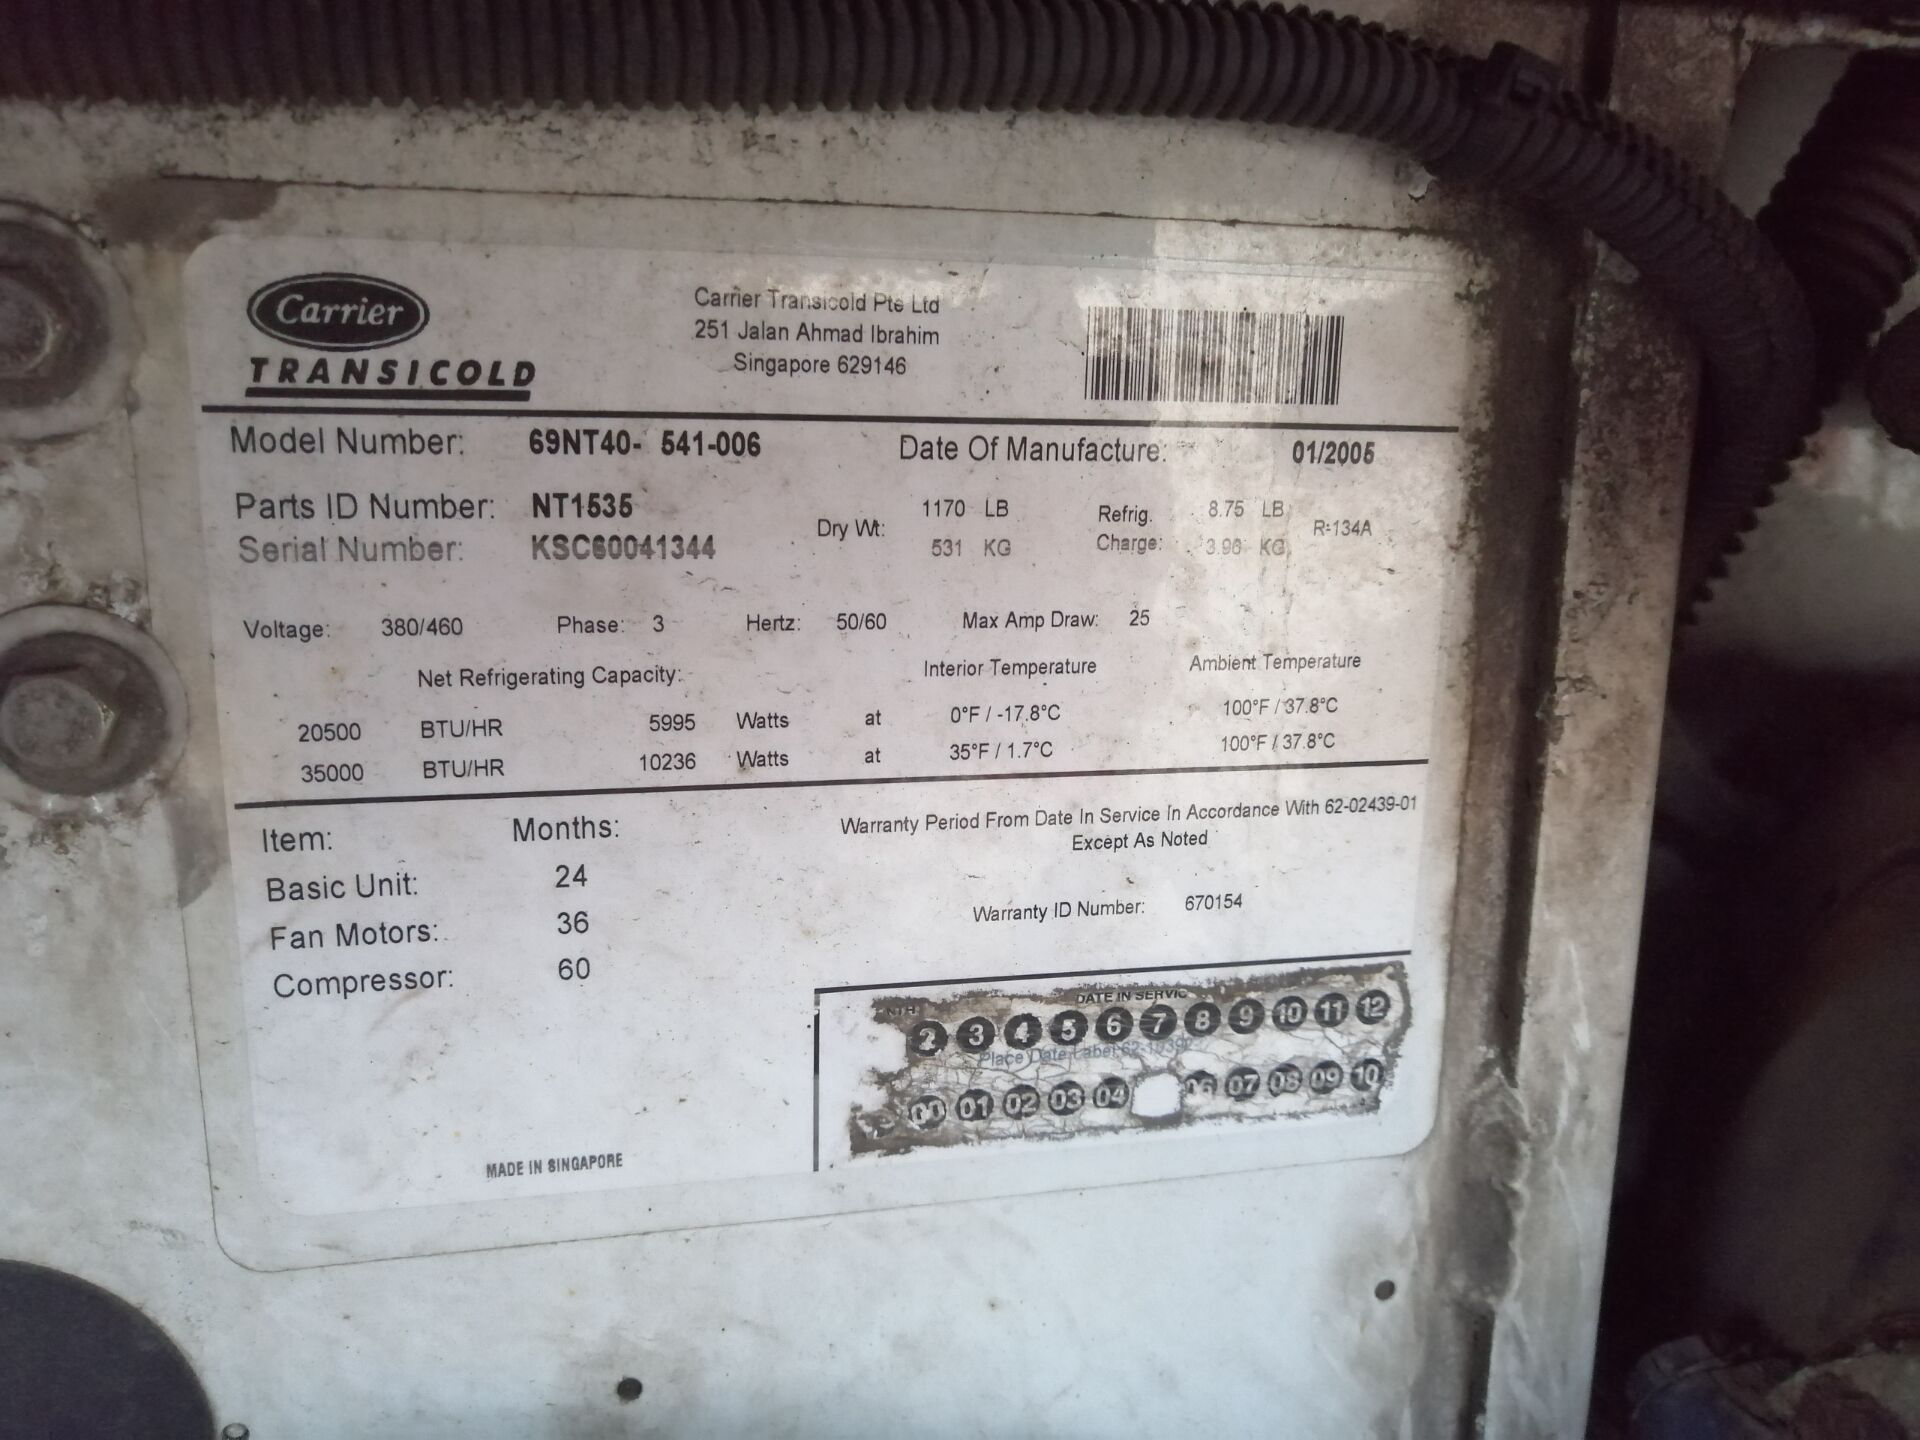 Carrier
TRANSICOLD
Carrier Transicold Pte Ltd
251 Jalan Ahmad Ibrahim
Singapore 629146
Model Number: 69NT40- 541-006 Date Of Manufacture: 01/2005
Parts ID Number: NT1535 Dry Wt: 1170 LB Refrig. Charge: 8.75 LB R-134A
Serial Number: KSC60041344 531 KG 3.96 KG
Voltage: 380/460 Phase: 3 Hertz: 50/60 Max Amp Draw: 25
Net Refrigerating Capacity: Interior Temperature Ambient Temperature
20500 BTU/HR 5995 Watts at 0°F / -17.8°C 100°F / 37.8°C
35000 BTU/HR 10236 Watts at 35°F / 1.7°C 100°F / 37.8°C
Item: Months:
Basic Unit: 24
Fan Motors: 36
Compressor: 60
Warranty Period From Date In Service In Accordance With 62-02439-01
Except As Noted
Warranty ID Number: 670154
DATE IN SERVIC
2 3 4 5 6 7 8 9 10 11 12
Place Date Label
00 01 02 03 04 06 07 08 09 10
MADE IN SINGAPORE